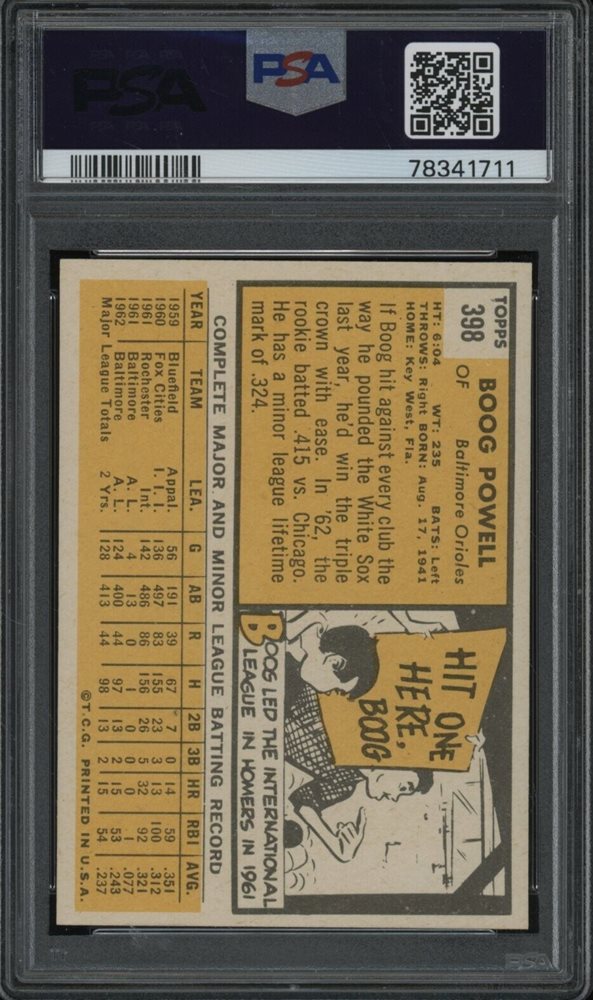 PSA
PSA
78341711
TOPPS
398
BOOG POWELL
OF Baltimore Orioles
HT: 6:04 WT: 235 BATS: Left
THROWS: Right BORN: Aug. 17, 1941
HOME: Key West, Fla.
If Boog hit against every club the
way he pounded the White Sox
last year, he'd win the triple
crown with ease. In '62, the
rookie batted .415 vs. Chicago.
He has a minor league lifetime
mark of .324.
HIT ONE
HERE,
BOOG
BOOG LED THE INTERNATIONAL
LEAGUE IN HOMERS IN 1961
COMPLETE MAJOR AND MINOR LEAGUE BATTING RECORD
YEAR TEAM LEA. G AB R H 2B 3B HR RBI AVG.
1959 Bluefield Appal. 56 191 39 67 7 0 14 59 .351
1960 Fox Cities I. I. I. 136 497 83 155 23 3 13 100 .312
1961 Rochester Int. 142 486 86 156 26 5 32 92 .321
1961 Baltimore A. L. 4 13 0 1 0 0 0 1 .077
1962 Baltimore A. L. 124 400 44 97 13 2 15 53 .243
Major League Totals 2 Yrs. 128 413 44 98 13 2 15 54 .237
©T.C.G. PRINTED IN U.S.A.
PSA